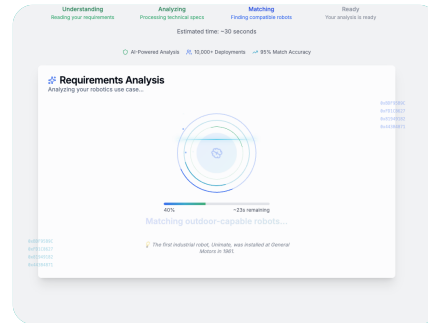 Understanding
Reading your requirements
Analyzing
Processing technical specs
Matching
Finding compatible robots
Ready
Your analysis is ready
Estimated time: ~30 seconds
AI-Powered Analysis
10,000+ Deployments
95% Match Accuracy
Requirements Analysis
Analyzing your robotics use case...
40%
~23s remaining
Matching outdoor-capable robots...
💡 The first industrial robot, Unimate, was installed at General
Motors in 1961.